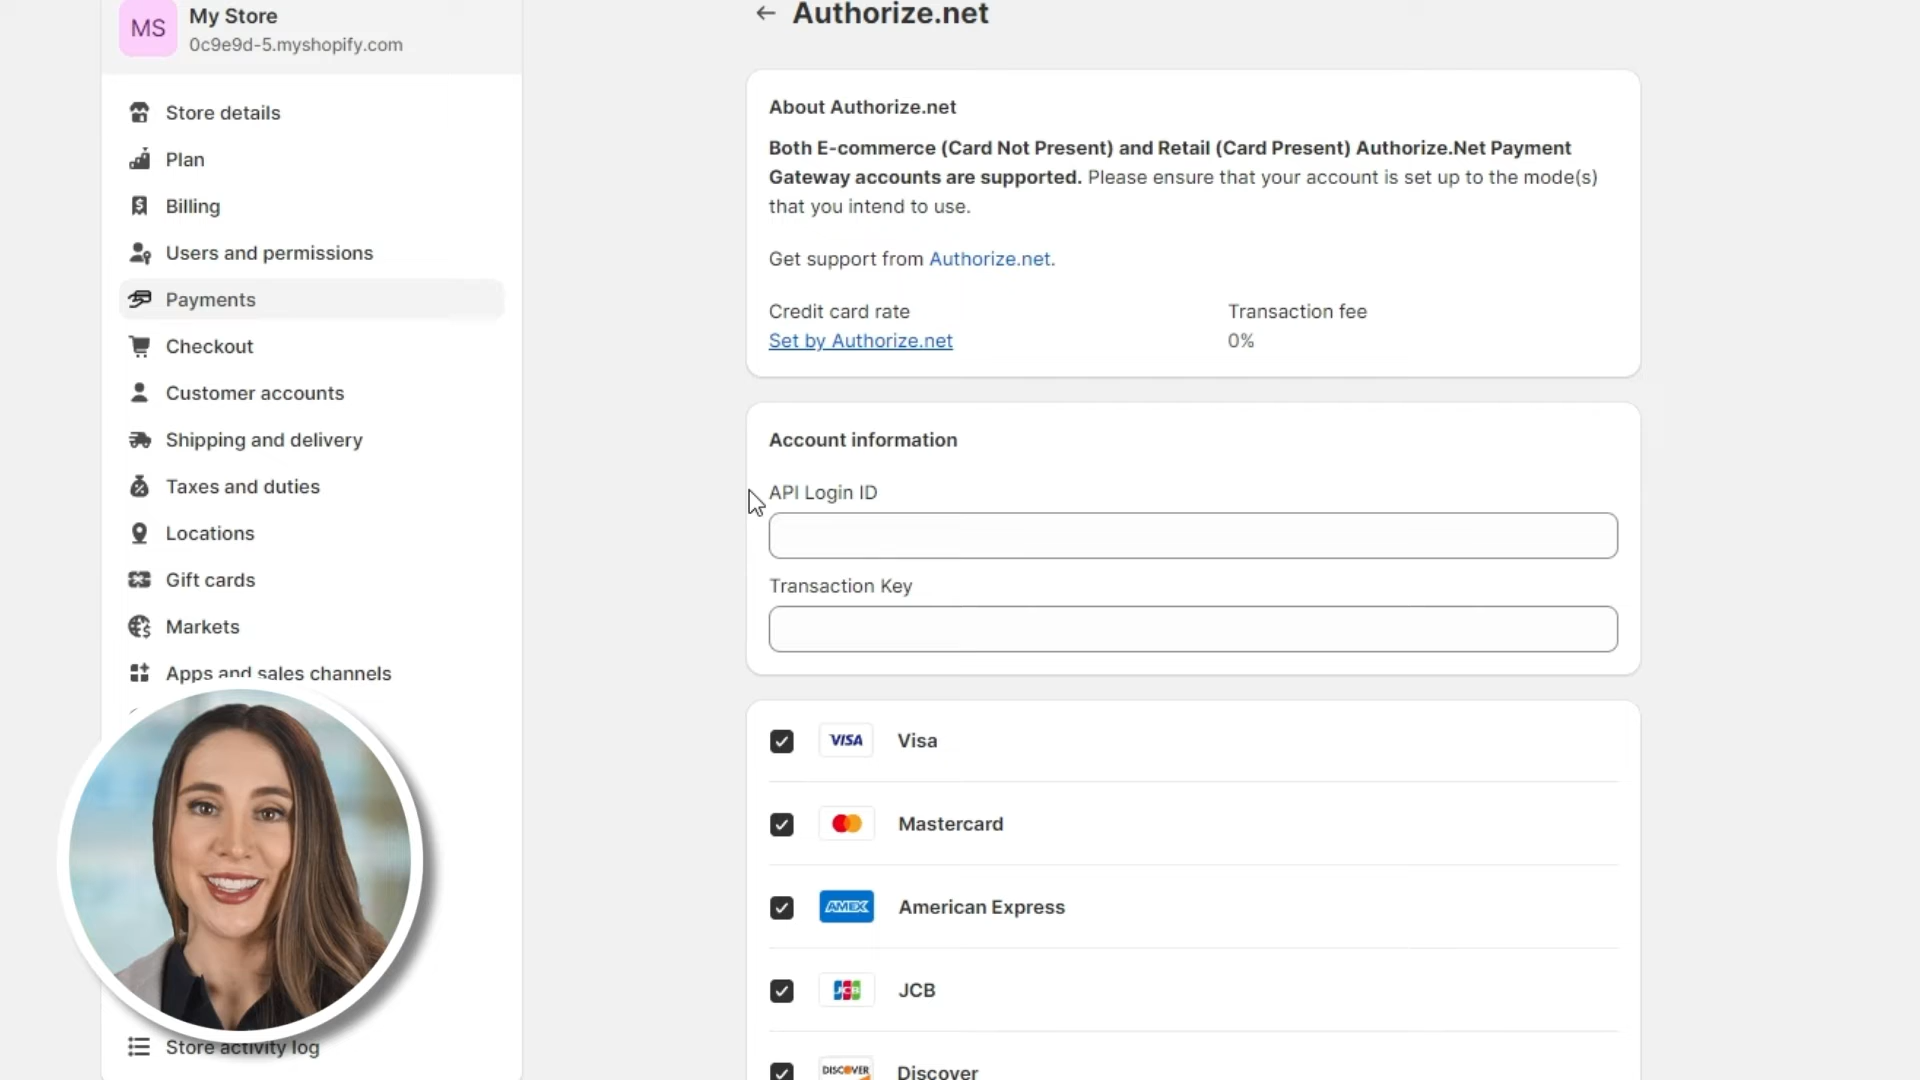 MS
My Store
0c9e9d-5.myshopify.com
Store details
Plan
Billing
Users and permissions
Payments
Checkout
Customer accounts
Shipping and delivery
Taxes and duties
Locations
Gift cards
Markets
Apps and sales channels
Store activity log
Authorize.net
About Authorize.net
Both E-commerce (Card Not Present) and Retail (Card Present) Authorize.Net Payment
Gateway accounts are supported. Please ensure that your account is set up to the mode(s)
that you intend to use.
Get support from Authorize.net.
Credit card rate
Set by Authorize.net
Transaction fee
0%
Account information
API Login ID
Transaction Key
VISA Visa
Mastercard
AMEX American Express
JCB JCB
DISCOVER Discover